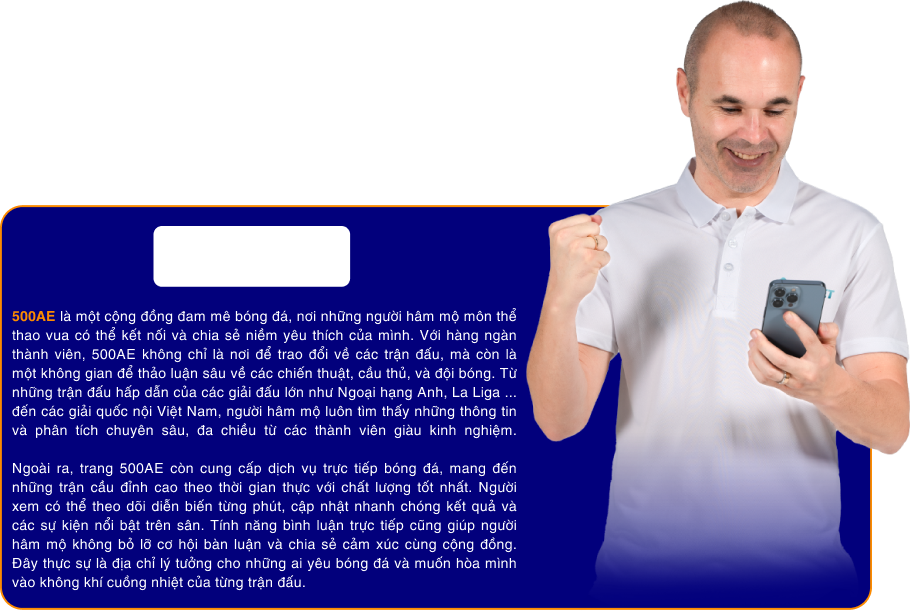 500AE là một cộng đồng đam mê bóng đá, nơi những người hâm mộ môn thể
thao vua có thể kết nối và chia sẻ niềm yêu thích của mình. Với hàng ngàn
thành viên, 500AE không chỉ là nơi để trao đổi về các trận đấu, mà còn là
một không gian để thảo luận sâu về các chiến thuật, cầu thủ, và đội bóng. Từ
những trận đấu hấp dẫn của các giải đấu lớn như Ngoại hạng Anh, La Liga ...
đến các giải quốc nội Việt Nam, người hâm mộ luôn tìm thấy những thông tin
và phân tích chuyên sâu, đa chiều từ các thành viên giàu kinh nghiệm.
Ngoài ra, trang 500AE còn cung cấp dịch vụ trực tiếp bóng đá, mang đến
những trận cầu đỉnh cao theo thời gian thực với chất lượng tốt nhất. Người
xem có thể theo dõi diễn biến từng phút, cập nhật nhanh chóng kết quả và
các sự kiện nổi bật trên sân. Tính năng bình luận trực tiếp cũng giúp người
hâm mộ không bỏ lỡ cơ hội bàn luận và chia sẻ cảm xúc cùng cộng đồng.
Đây thực sự là địa chỉ lý tưởng cho những ai yêu bóng đá và muốn hòa mình
vào không khí cuồng nhiệt của từng trận đấu.